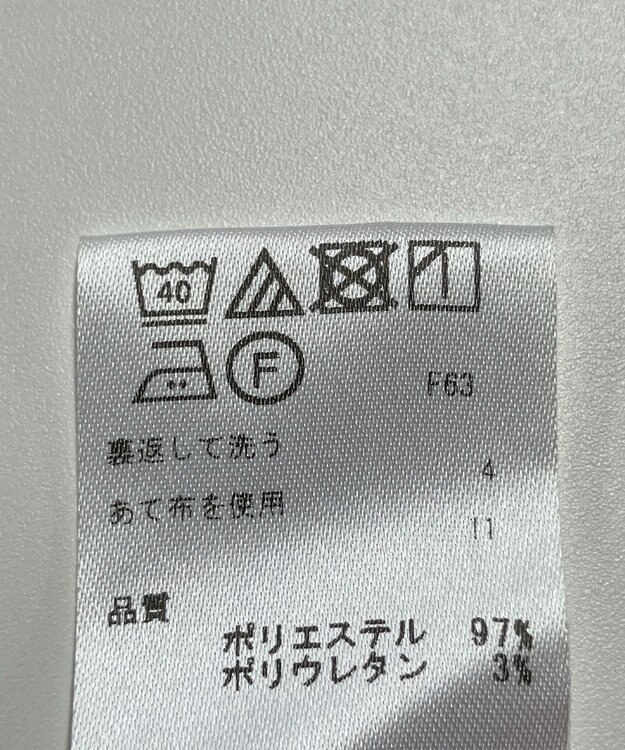 40
F
F63
裏返して洗う
4
あて布を使用
11
品質
ポリエステル 97%
ポリウレタン 3%